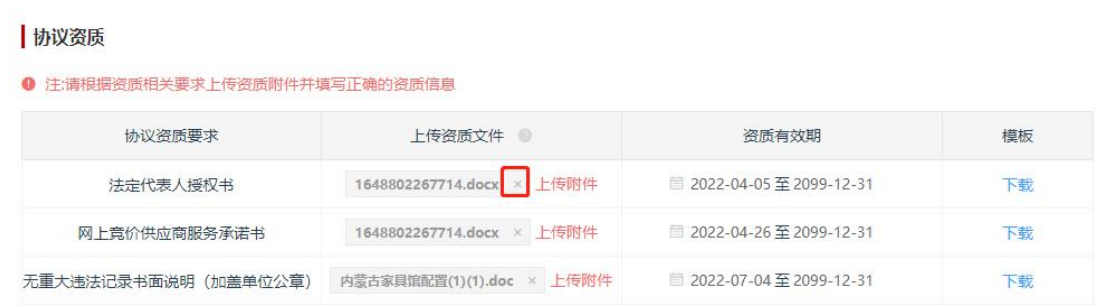 协议资质
注:请根据资质相关要求上传资质附件并填写正确的资质信息
协议资质要求 上传资质文件 资质有效期 模板
法定代表人授权书 1648802267714.docx × 上传附件 2022-04-05 至 2099-12-31 下载
网上竞价供应商服务承诺书 1648802267714.docx × 上传附件 2022-04-26 至 2099-12-31 下载
无重大违法记录书面说明（加盖单位公章） 内蒙古家具馆配置(1)(1).doc × 上传附件 2022-07-04 至 2099-12-31 下载